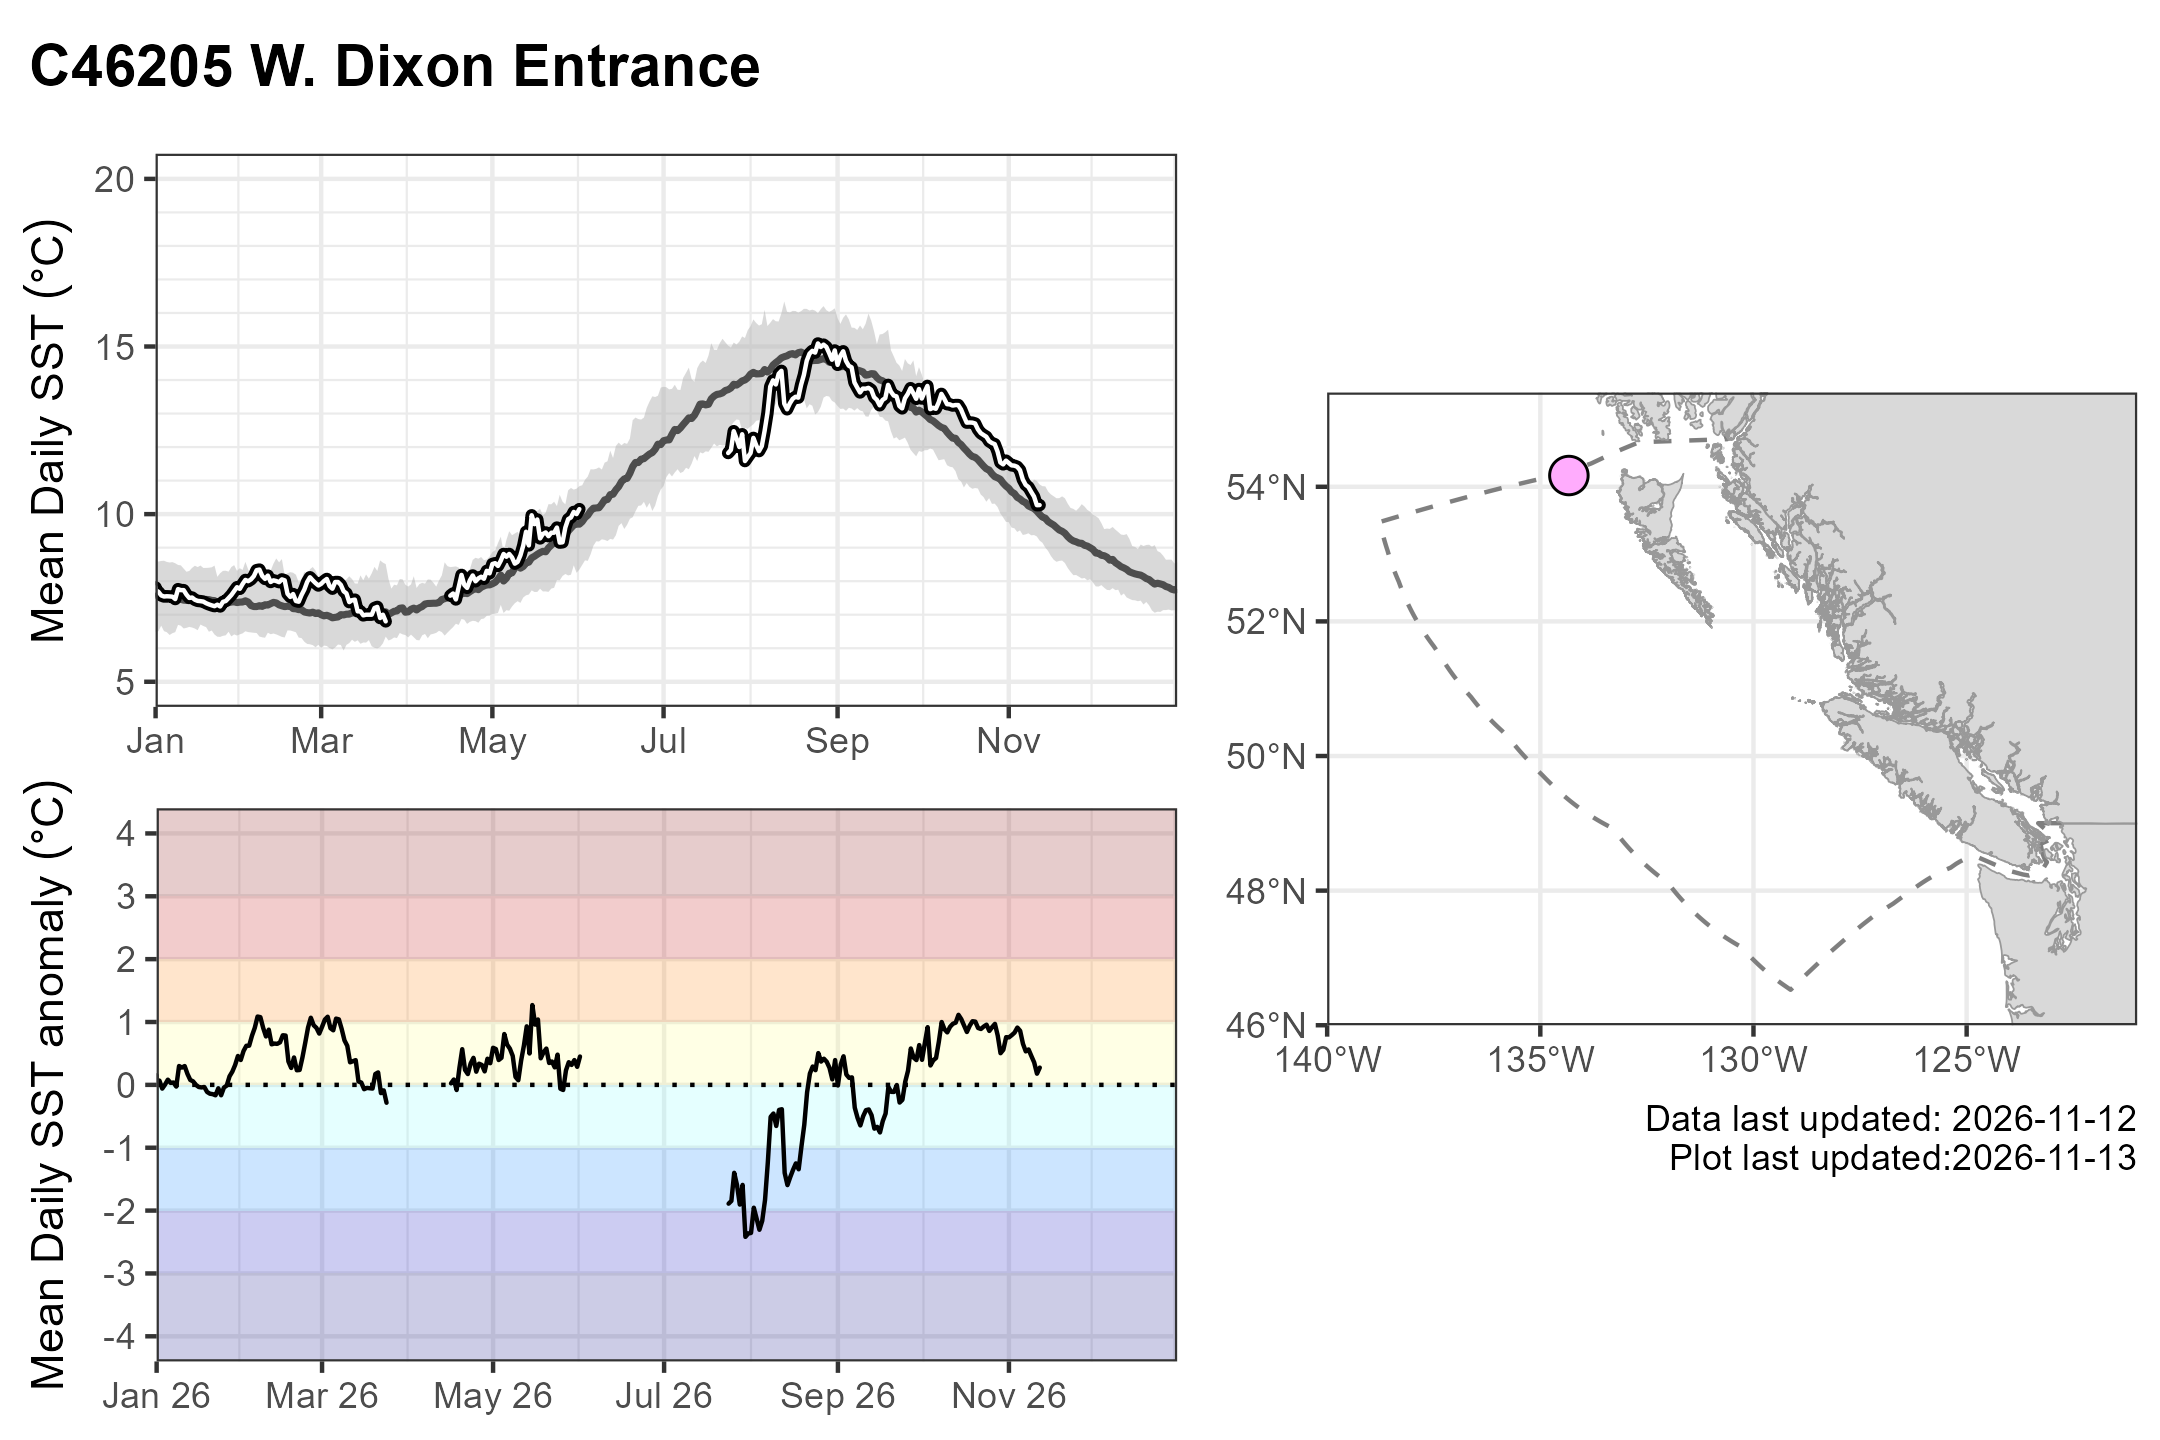 C46205 W. Dixon Entrance
Mean Daily SST (°C)
20
15
10
5
Jan Mar May Jul Sep Nov
Mean Daily SST anomaly (°C)
4
3
2
1
0
-1
-2
-3
-4
Jan 26 Mar 26 May 26 Jul 26 Sep 26 Nov 26
54°N
52°N
50°N
48°N
46°N
140°W 135°W 130°W 125°W
Data last updated: 2026-11-12
Plot last updated:2026-11-13